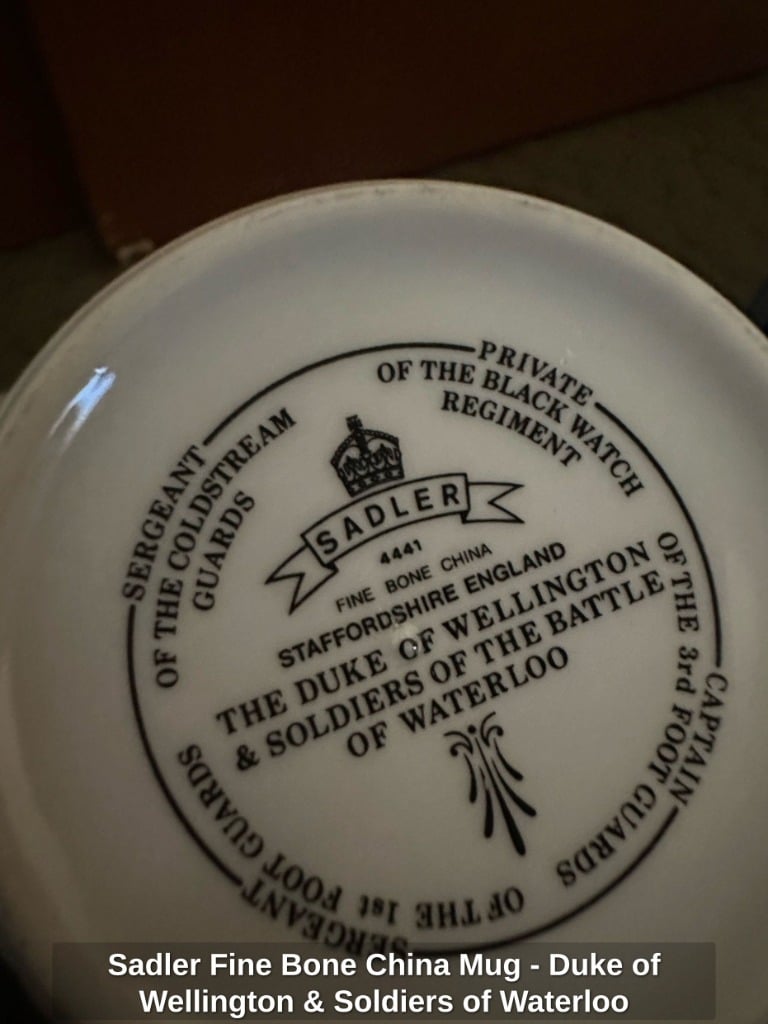 PRIVATE
OF THE BLACK WATCH
REGIMENT
SERGEANT
OF THE COLDSTREAM
GUARDS
SADLER
4441
FINE BONE CHINA
STAFFORDSHIRE ENGLAND
THE DUKE OF WELLINGTON
& SOLDIERS OF THE BATTLE
OF WATERLOO
CAPTAIN
OF THE 3rd FOOT GUARDS
SERGEANT
OF THE 1st FOOT GUARDS
Sadler Fine Bone China Mug - Duke of
Wellington & Soldiers of Waterloo